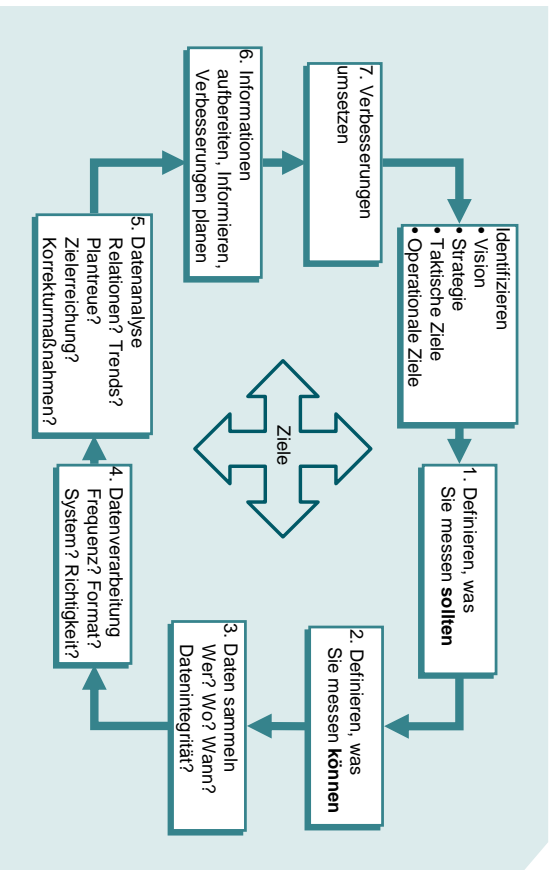 Identifizieren
• Vision
• Strategie
• Taktische Ziele
• Operationale Ziele
1. Definieren, was
Sie messen sollten
2. Definieren, was
Sie messen können
3. Daten sammeln
Wer? Wo? Wann?
Datenintegrität?
4. Datenverarbeitung
Frequenz? Format?
System? Richtigkeit?
5. Datenanalyse
Relationen? Trends?
Plantreue?
Zielerreichung?
Korrekturmaßnahmen?
6. Informationen
aufbereiten, Informieren,
Verbesserungen planen
7. Verbesserungen
umsetzen
Ziele